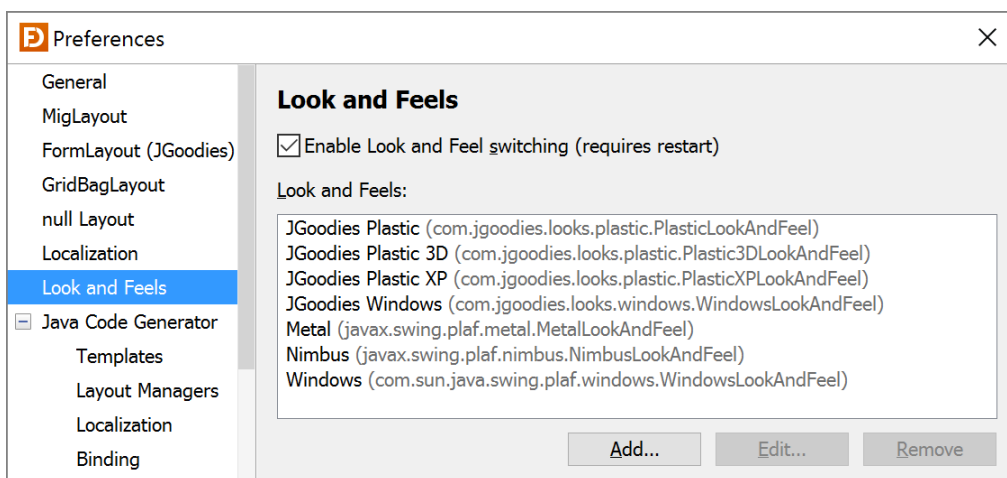 Preferences
General
MigLayout
FormLayout (JGoodies)
GridBagLayout
null Layout
Localization
Look and Feels
Java Code Generator
Templates
Layout Managers
Localization
Binding
Look and Feels
Enable Look and Feel switching (requires restart)
Look and Feels:
JGoodies Plastic (com.jgoodies.looks.plastic.PlasticLookAndFeel)
JGoodies Plastic 3D (com.jgoodies.looks.plastic.Plastic3DLookAndFeel)
JGoodies Plastic XP (com.jgoodies.looks.plastic.PlasticXPLookAndFeel)
JGoodies Windows (com.jgoodies.looks.windows.WindowsLookAndFeel)
Metal (javax.swing.plaf.metal.MetalLookAndFeel)
Nimbus (javax.swing.plaf.nimbus.NimbusLookAndFeel)
Windows (com.sun.java.swing.plaf.windows.WindowsLookAndFeel)
Add... Edit... Remove